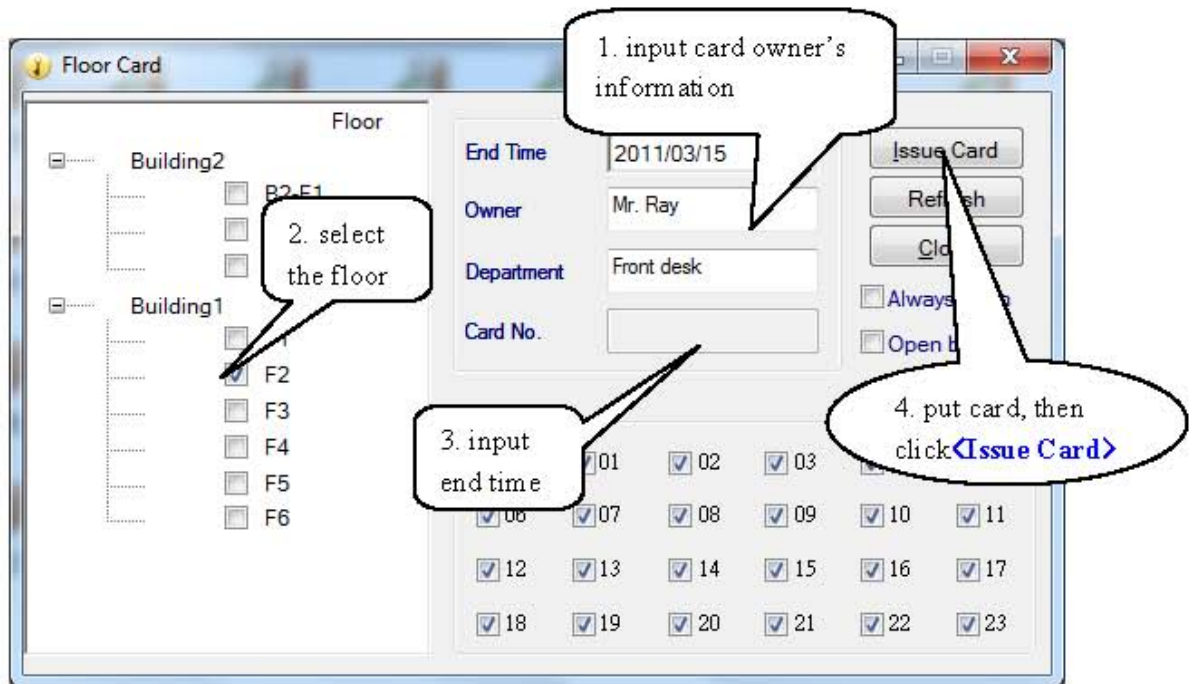 Floor Card
1. input card owner's
information
Floor
Building2
2. select
the floor
Building1
F2
F3
F4
F5
F6
End Time
2011/03/15
Owner
Mr. Ray
Department
Front desk
Card No.
Issue Card
Refresh
Always
Open
3. input
end time
4. put card, then
click<Issue Card>
01 02 03
06 07 08 09 10 11
12 13 14 15 16 17
18 19 20 21 22 23